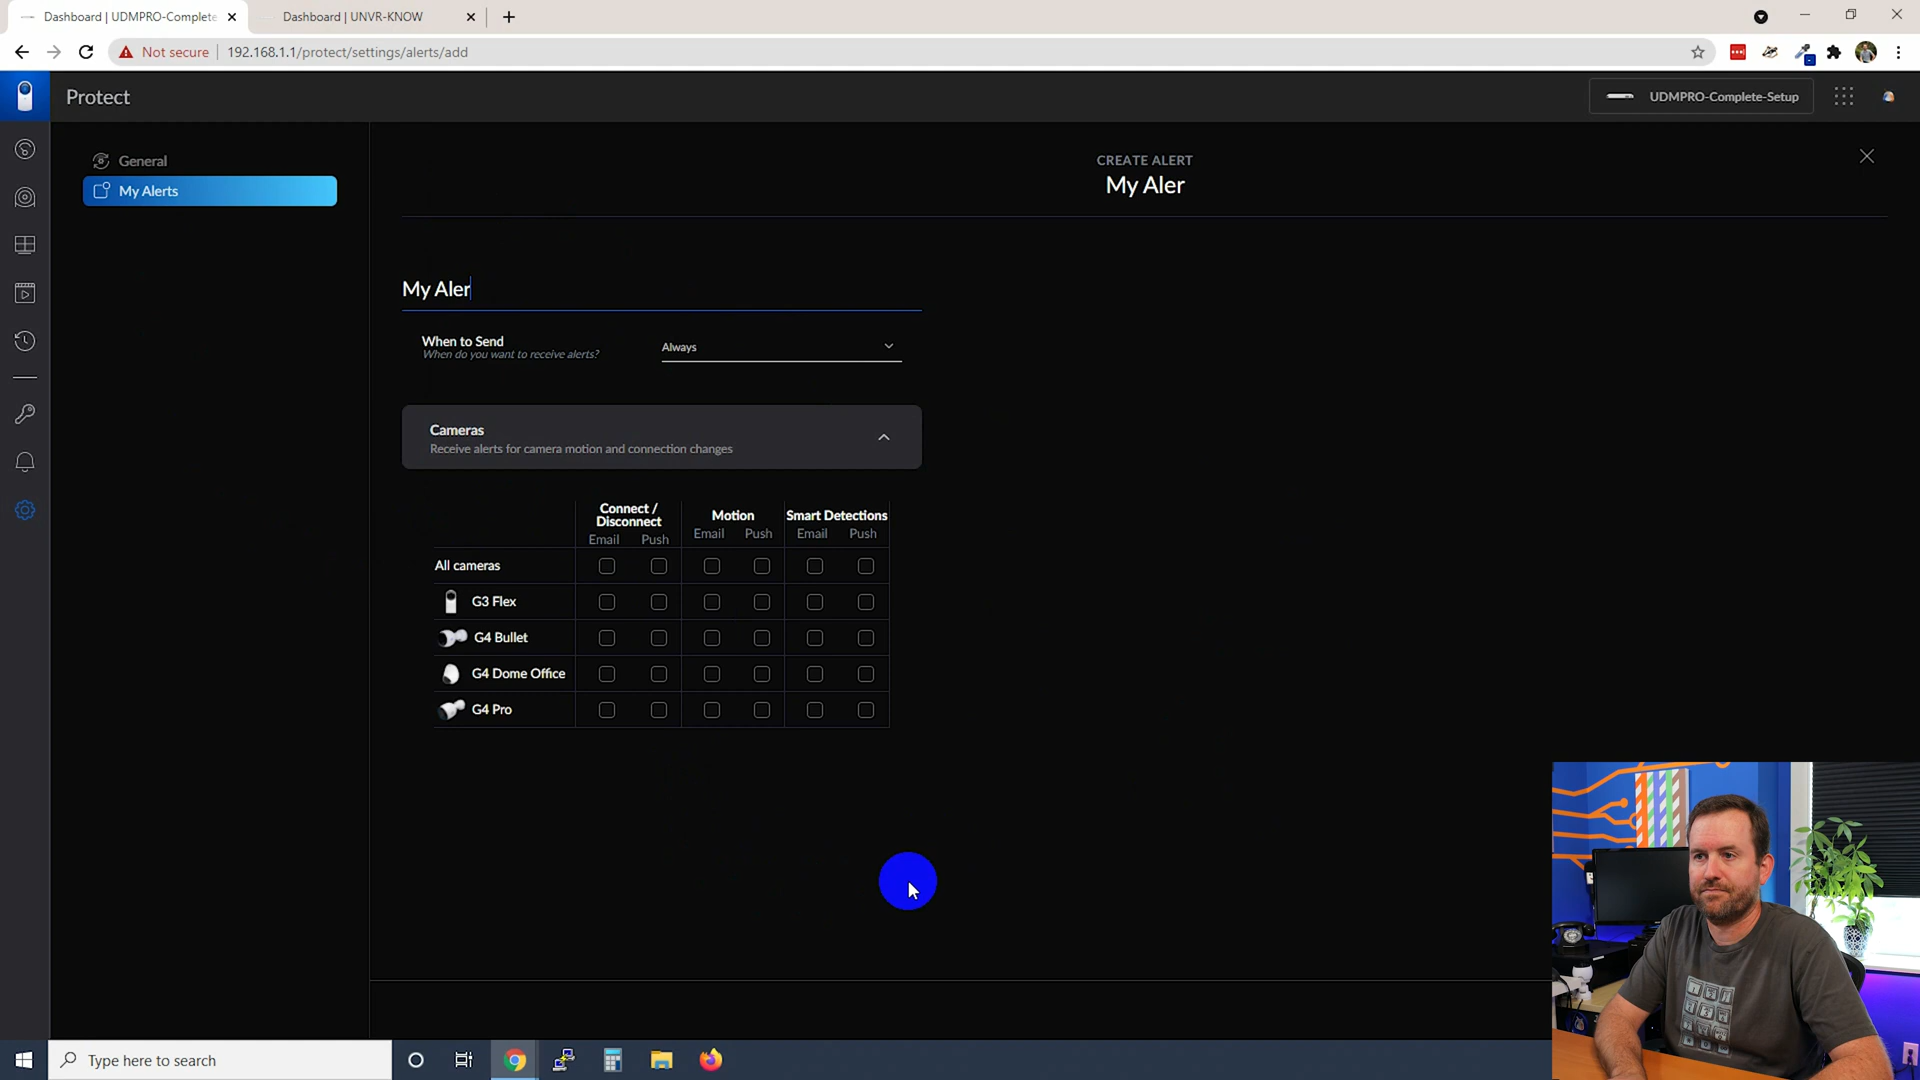 Dashboard | UDMPRO-Complete
Dashboard | UNVR-KNOW
Not secure
192.168.1.1/protect/settings/alerts/add
Protect
UDMPRO-Complete-Setup
General
My Alerts
CREATE ALERT
My Aler
My Aler
When to Send
When do you want to receive alerts?
Always
Cameras
Receive alerts for camera motion and connection changes
Connect / Disconnect
Motion
Smart Detections
Email Push Email Push Email Push
All cameras
G3 Flex
G4 Bullet
G4 Dome Office
G4 Pro
Type here to search